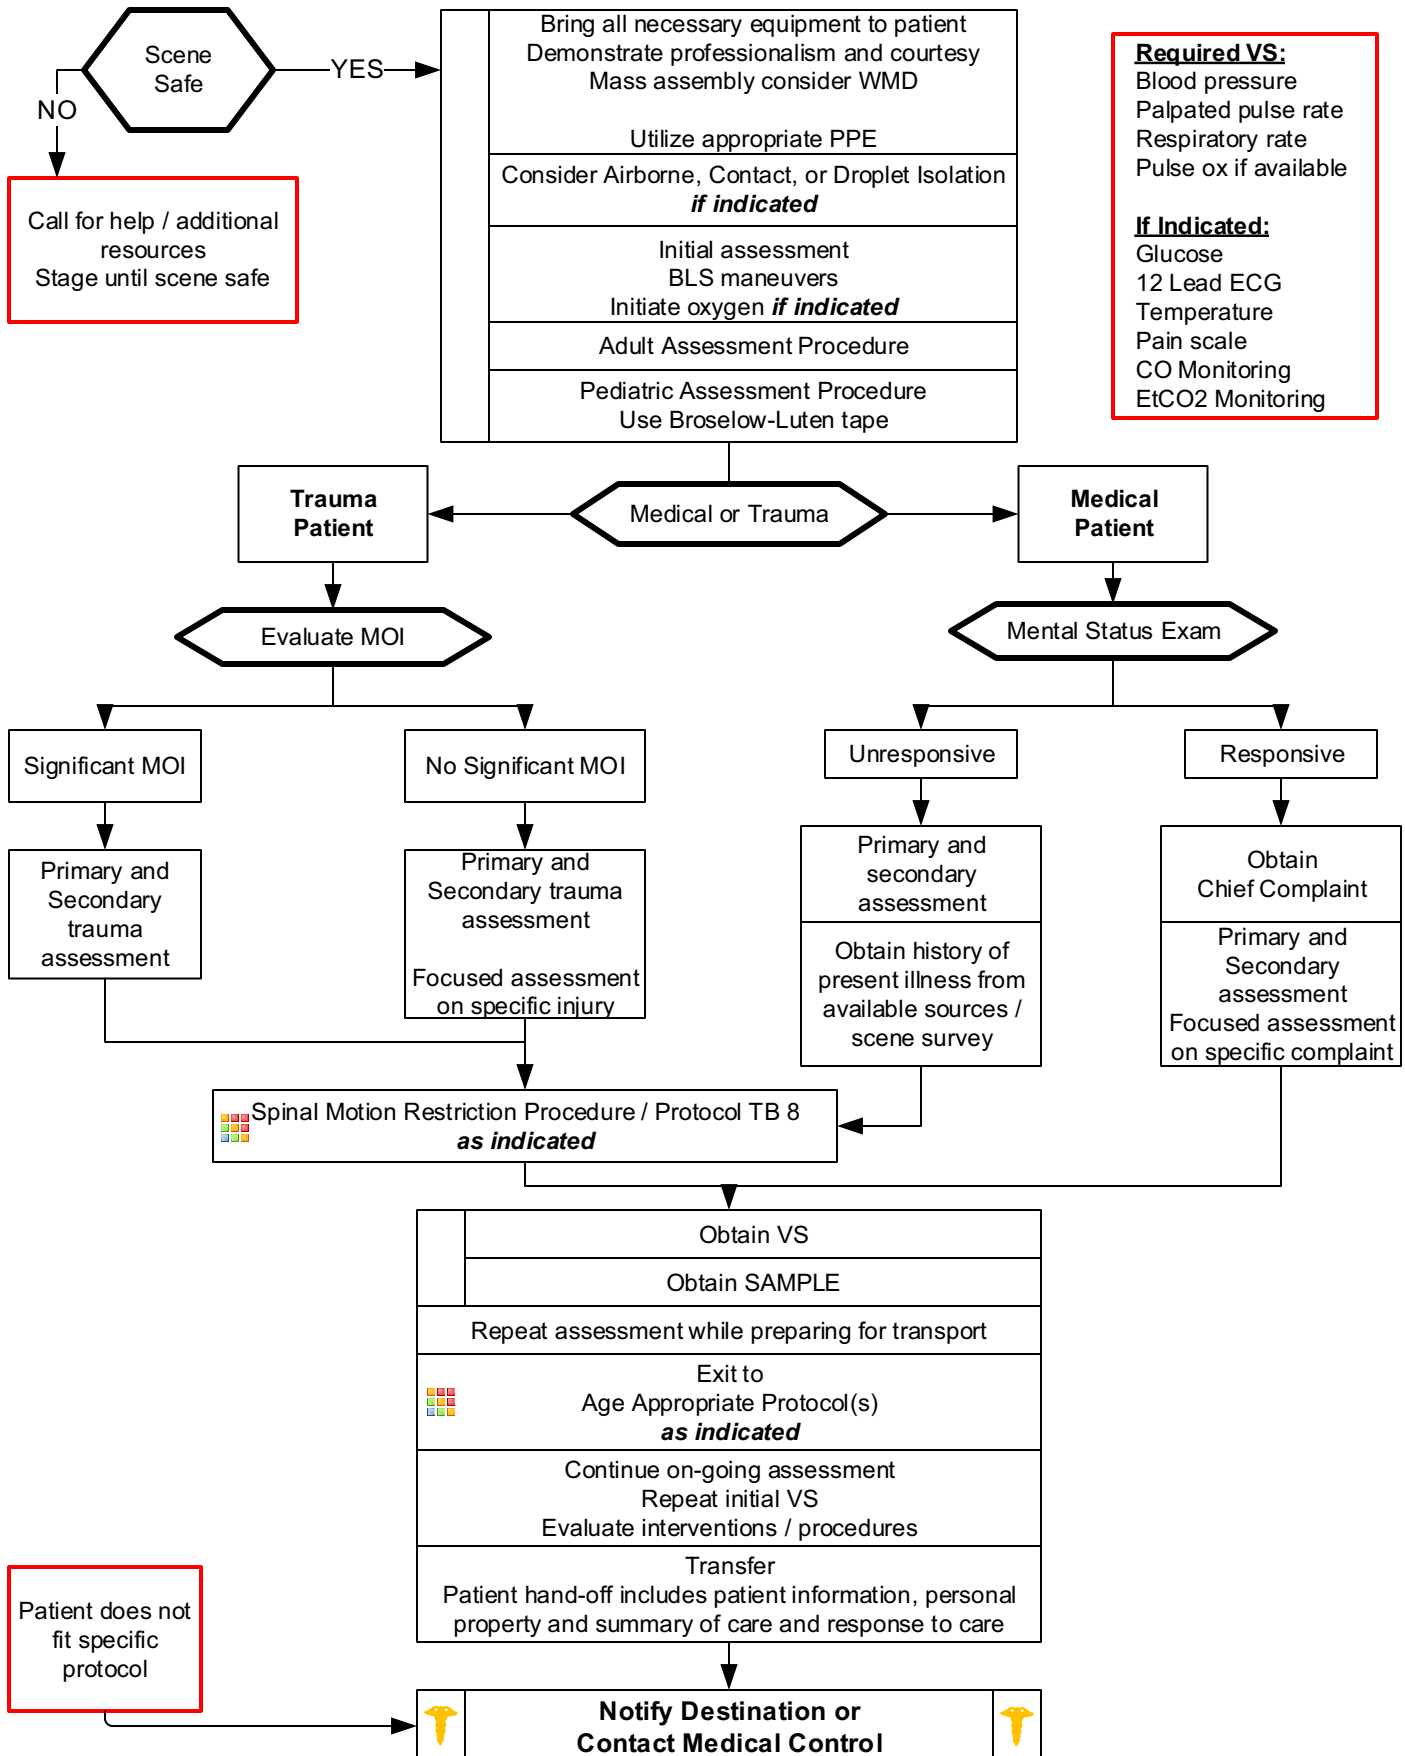 Scene
Safe
YES
NO
Call for help / additional
resources
Stage until scene safe
Bring all necessary equipment to patient
Demonstrate professionalism and courtesy
Mass assembly consider WMD
Utilize appropriate PPE
Consider Airborne, Contact, or Droplet Isolation
if indicated
Initial assessment
BLS maneuvers
Initiate oxygen if indicated
Adult Assessment Procedure
Pediatric Assessment Procedure
Use Broselow-Luten tape
Required VS:
Blood pressure
Palpated pulse rate
Respiratory rate
Pulse ox if available
If Indicated:
Glucose
12 Lead ECG
Temperature
Pain scale
CO Monitoring
EtCO2 Monitoring
Trauma
Patient
Medical or Trauma
Medical
Patient
Evaluate MOI
Mental Status Exam
Significant MOI
No Significant MOI
Unresponsive
Responsive
Primary and
Secondary
trauma
assessment
Primary and
Secondary trauma
assessment
Focused assessment
on specific injury
Primary and
secondary
assessment
Obtain history of
present illness from
available sources /
scene survey
Obtain
Chief Complaint
Primary and
Secondary
assessment
Focused assessment
on specific complaint
Spinal Motion Restriction Procedure / Protocol TB 8
as indicated
Obtain VS
Obtain SAMPLE
Repeat assessment while preparing for transport
Exit to
Age Appropriate Protocol(s)
as indicated
Continue on-going assessment
Repeat initial VS
Evaluate interventions / procedures
Transfer
Patient hand-off includes patient information, personal
property and summary of care and response to care
Patient does not
fit specific
protocol
Notify Destination or
Contact Medical Control